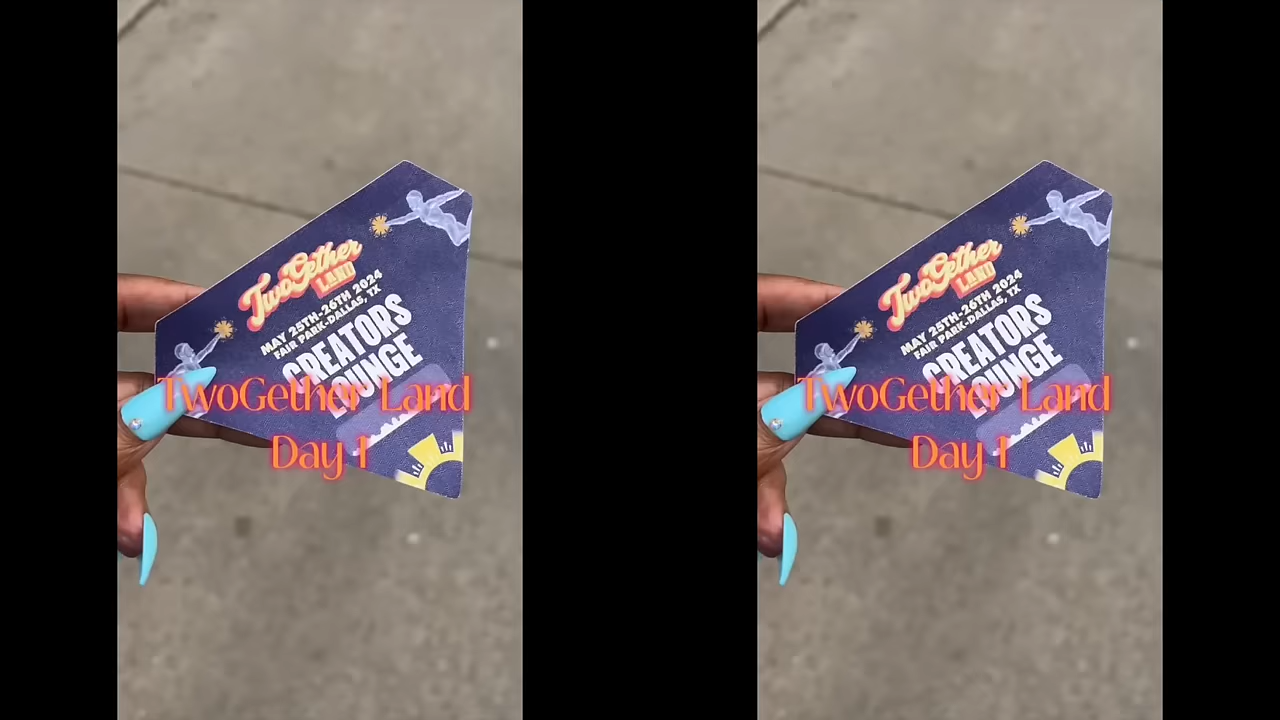 TwoGether
LAND
MAY 25TH-26TH 2024
FAIR PARK-DALLAS, TX
CREATORS
LOUNGE
TwoGether Land
Day 1
TwoGether
LAND
MAY 25TH-26TH 2024
FAIR PARK-DALLAS, TX
CREATORS
LOUNGE
TwoGether Land
Day 1